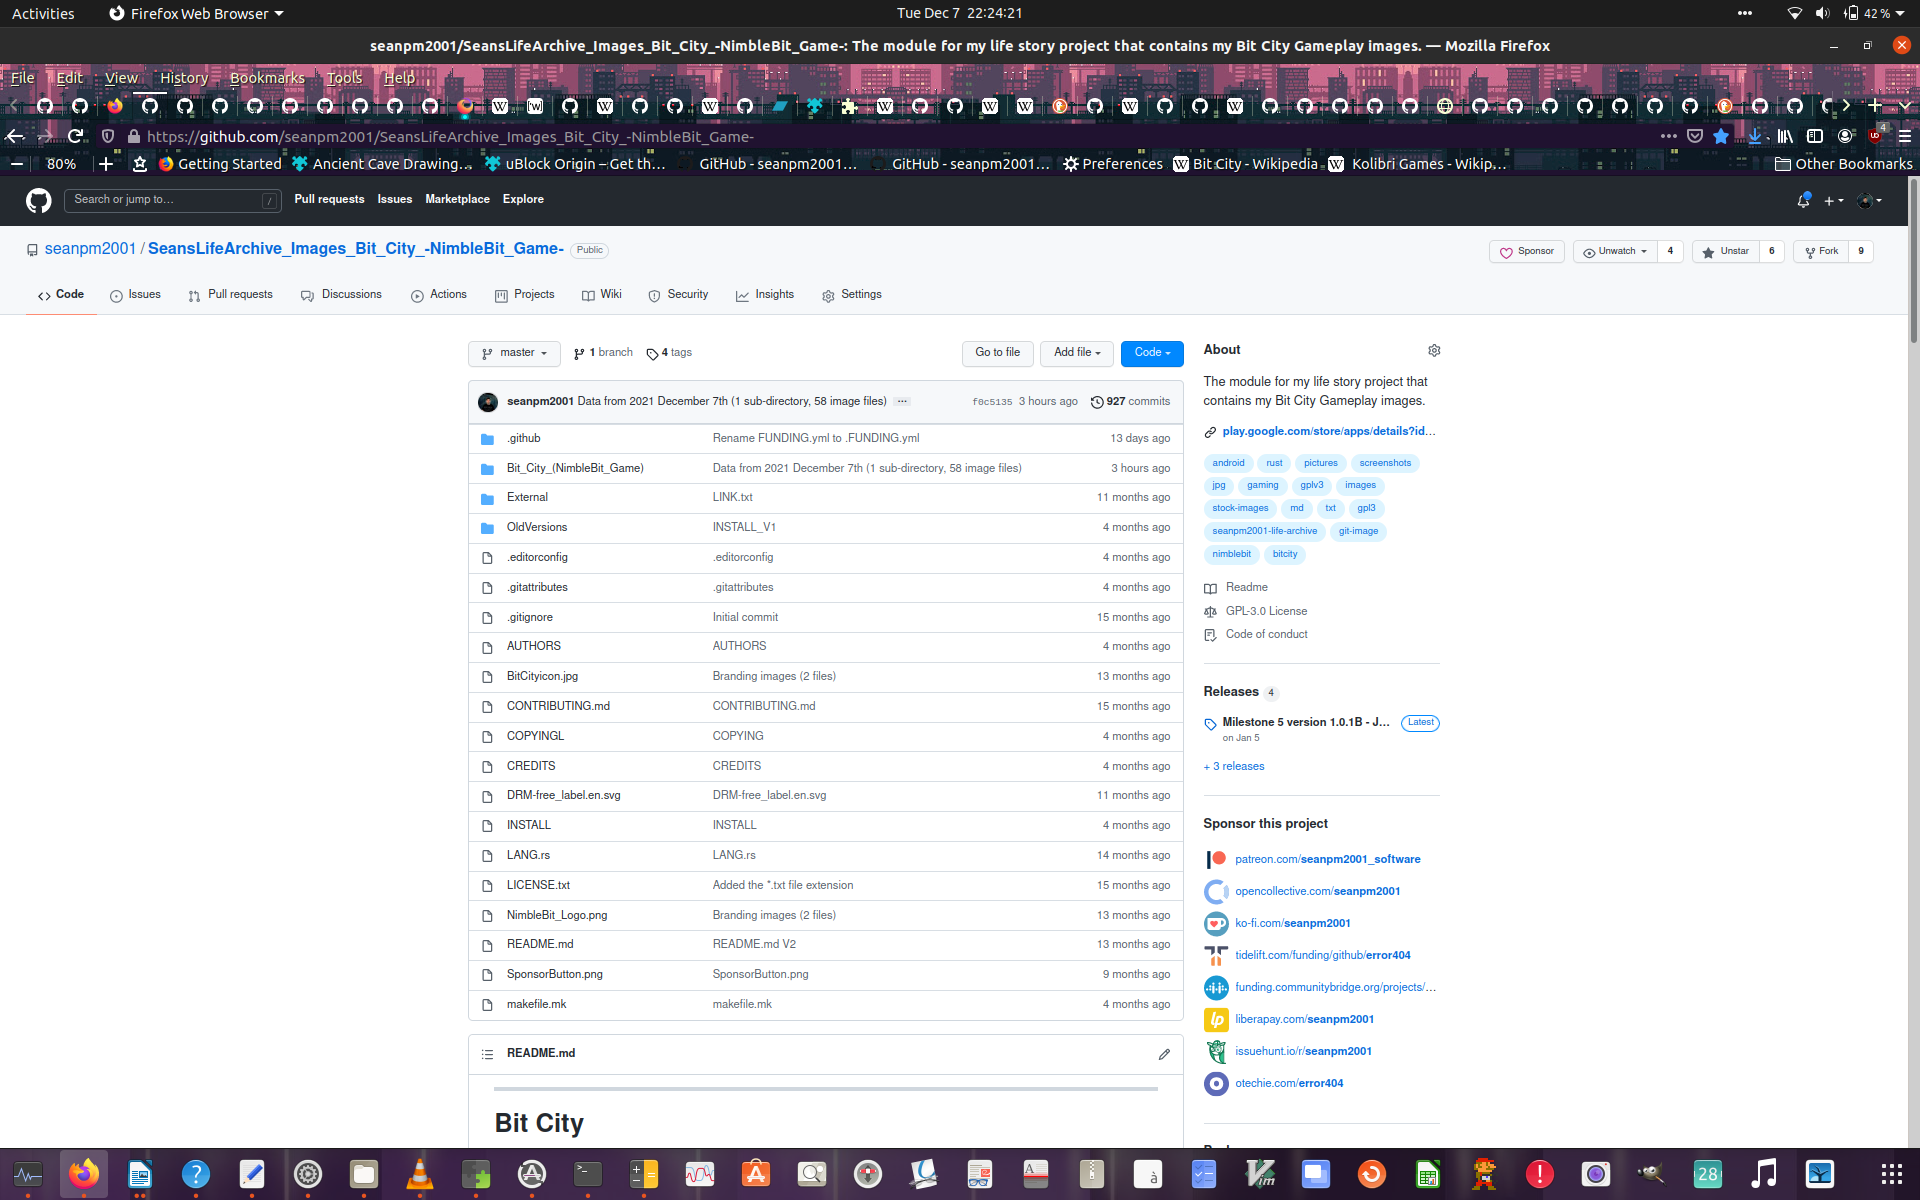 Activities Firefox Web Browser Tue Dec 7 22:24:21 42 %
seanpm2001/SeansLifeArchive_Images_Bit_City_-NimbleBit_Game-: The module for my life story project that contains my Bit City Gameplay images. — Mozilla Firefox
File Edit View History Bookmarks Tools Help
https://github.com/seanpm2001/SeansLifeArchive_Images_Bit_City_-NimbleBit_Game- 4
80% Getting Started Ancient Cave Drawing… uBlock Origin – Get th… GitHub - seanpm2001… GitHub - seanpm2001… Preferences Bit City - Wikipedia Kolibri Games - Wikip… Other Bookmarks
Search or jump to… / Pull requests Issues Marketplace Explore
seanpm2001 / SeansLifeArchive_Images_Bit_City_-NimbleBit_Game- Public Sponsor Unwatch 4 Unstar 6 Fork 9
Code Issues Pull requests Discussions Actions Projects Wiki Security Insights Settings
master 1 branch 4 tags Go to file Add file Code
seanpm2001 Data from 2021 December 7th (1 sub-directory, 58 image files) … f0c5135 3 hours ago 927 commits
.github Rename FUNDING.yml to .FUNDING.yml 13 days ago
Bit_City_(NimbleBit_Game) Data from 2021 December 7th (1 sub-directory, 58 image files) 3 hours ago
External LINK.txt 11 months ago
OldVersions INSTALL_V1 4 months ago
.editorconfig .editorconfig 4 months ago
.gitattributes .gitattributes 4 months ago
.gitignore Initial commit 15 months ago
AUTHORS AUTHORS 4 months ago
BitCityicon.jpg Branding images (2 files) 13 months ago
CONTRIBUTING.md CONTRIBUTING.md 15 months ago
COPYINGL COPYING 4 months ago
CREDITS CREDITS 4 months ago
DRM-free_label.en.svg DRM-free_label.en.svg 11 months ago
INSTALL INSTALL 4 months ago
LANG.rs LANG.rs 14 months ago
LICENSE.txt Added the *.txt file extension 15 months ago
NimbleBit_Logo.png Branding images (2 files) 13 months ago
README.md README.md V2 13 months ago
SponsorButton.png SponsorButton.png 9 months ago
makefile.mk makefile.mk 4 months ago
README.md
Bit City
About
The module for my life story project that
contains my Bit City Gameplay images.
play.google.com/store/apps/details?id…
android rust pictures screenshots
jpg gaming gplv3 images
stock-images md txt gpl3
seanpm2001-life-archive git-image
nimblebit bitcity
Readme
GPL-3.0 License
Code of conduct
Releases 4
Milestone 5 version 1.0.1B - J… Latest
on Jan 5
+ 3 releases
Sponsor this project
patreon.com/seanpm2001_software
opencollective.com/seanpm2001
ko-fi.com/seanpm2001
tidelift.com/funding/github/error404
funding.communitybridge.org/projects/…
liberapay.com/seanpm2001
issuehunt.io/r/seanpm2001
otechie.com/error404
28